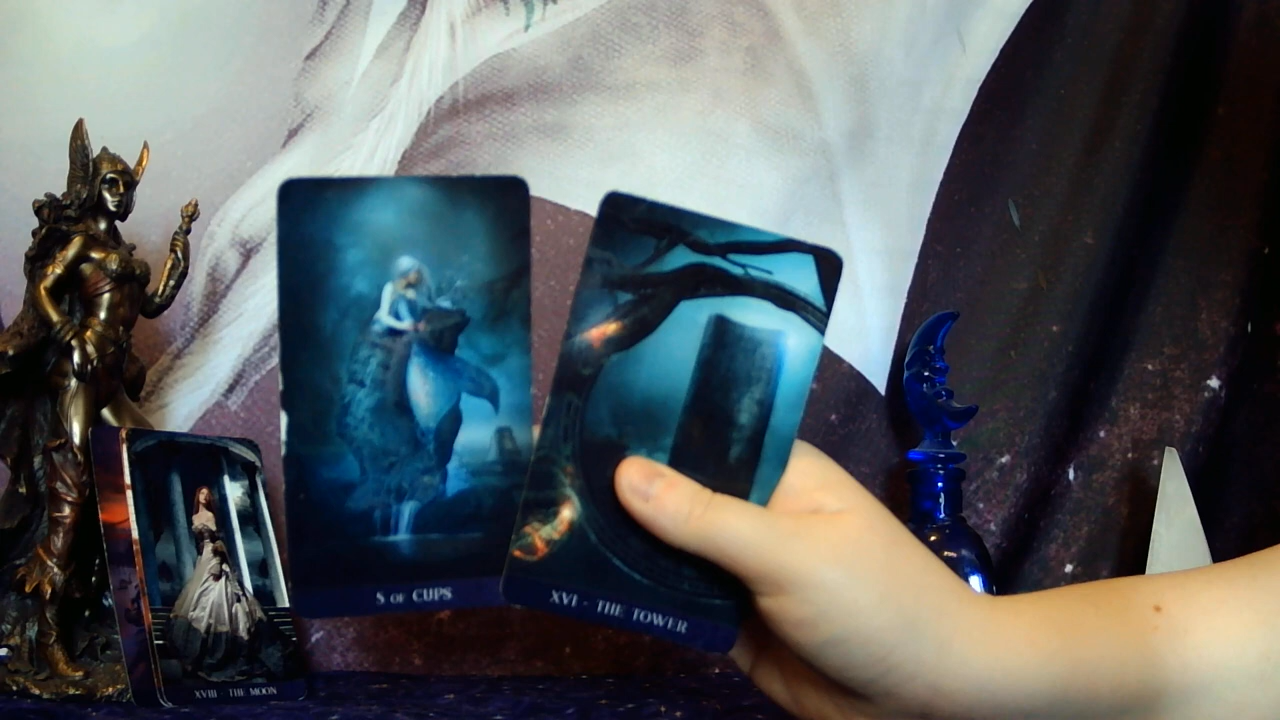 5 OF CUPS
XVI - THE TOWER
XVIII - THE MOON